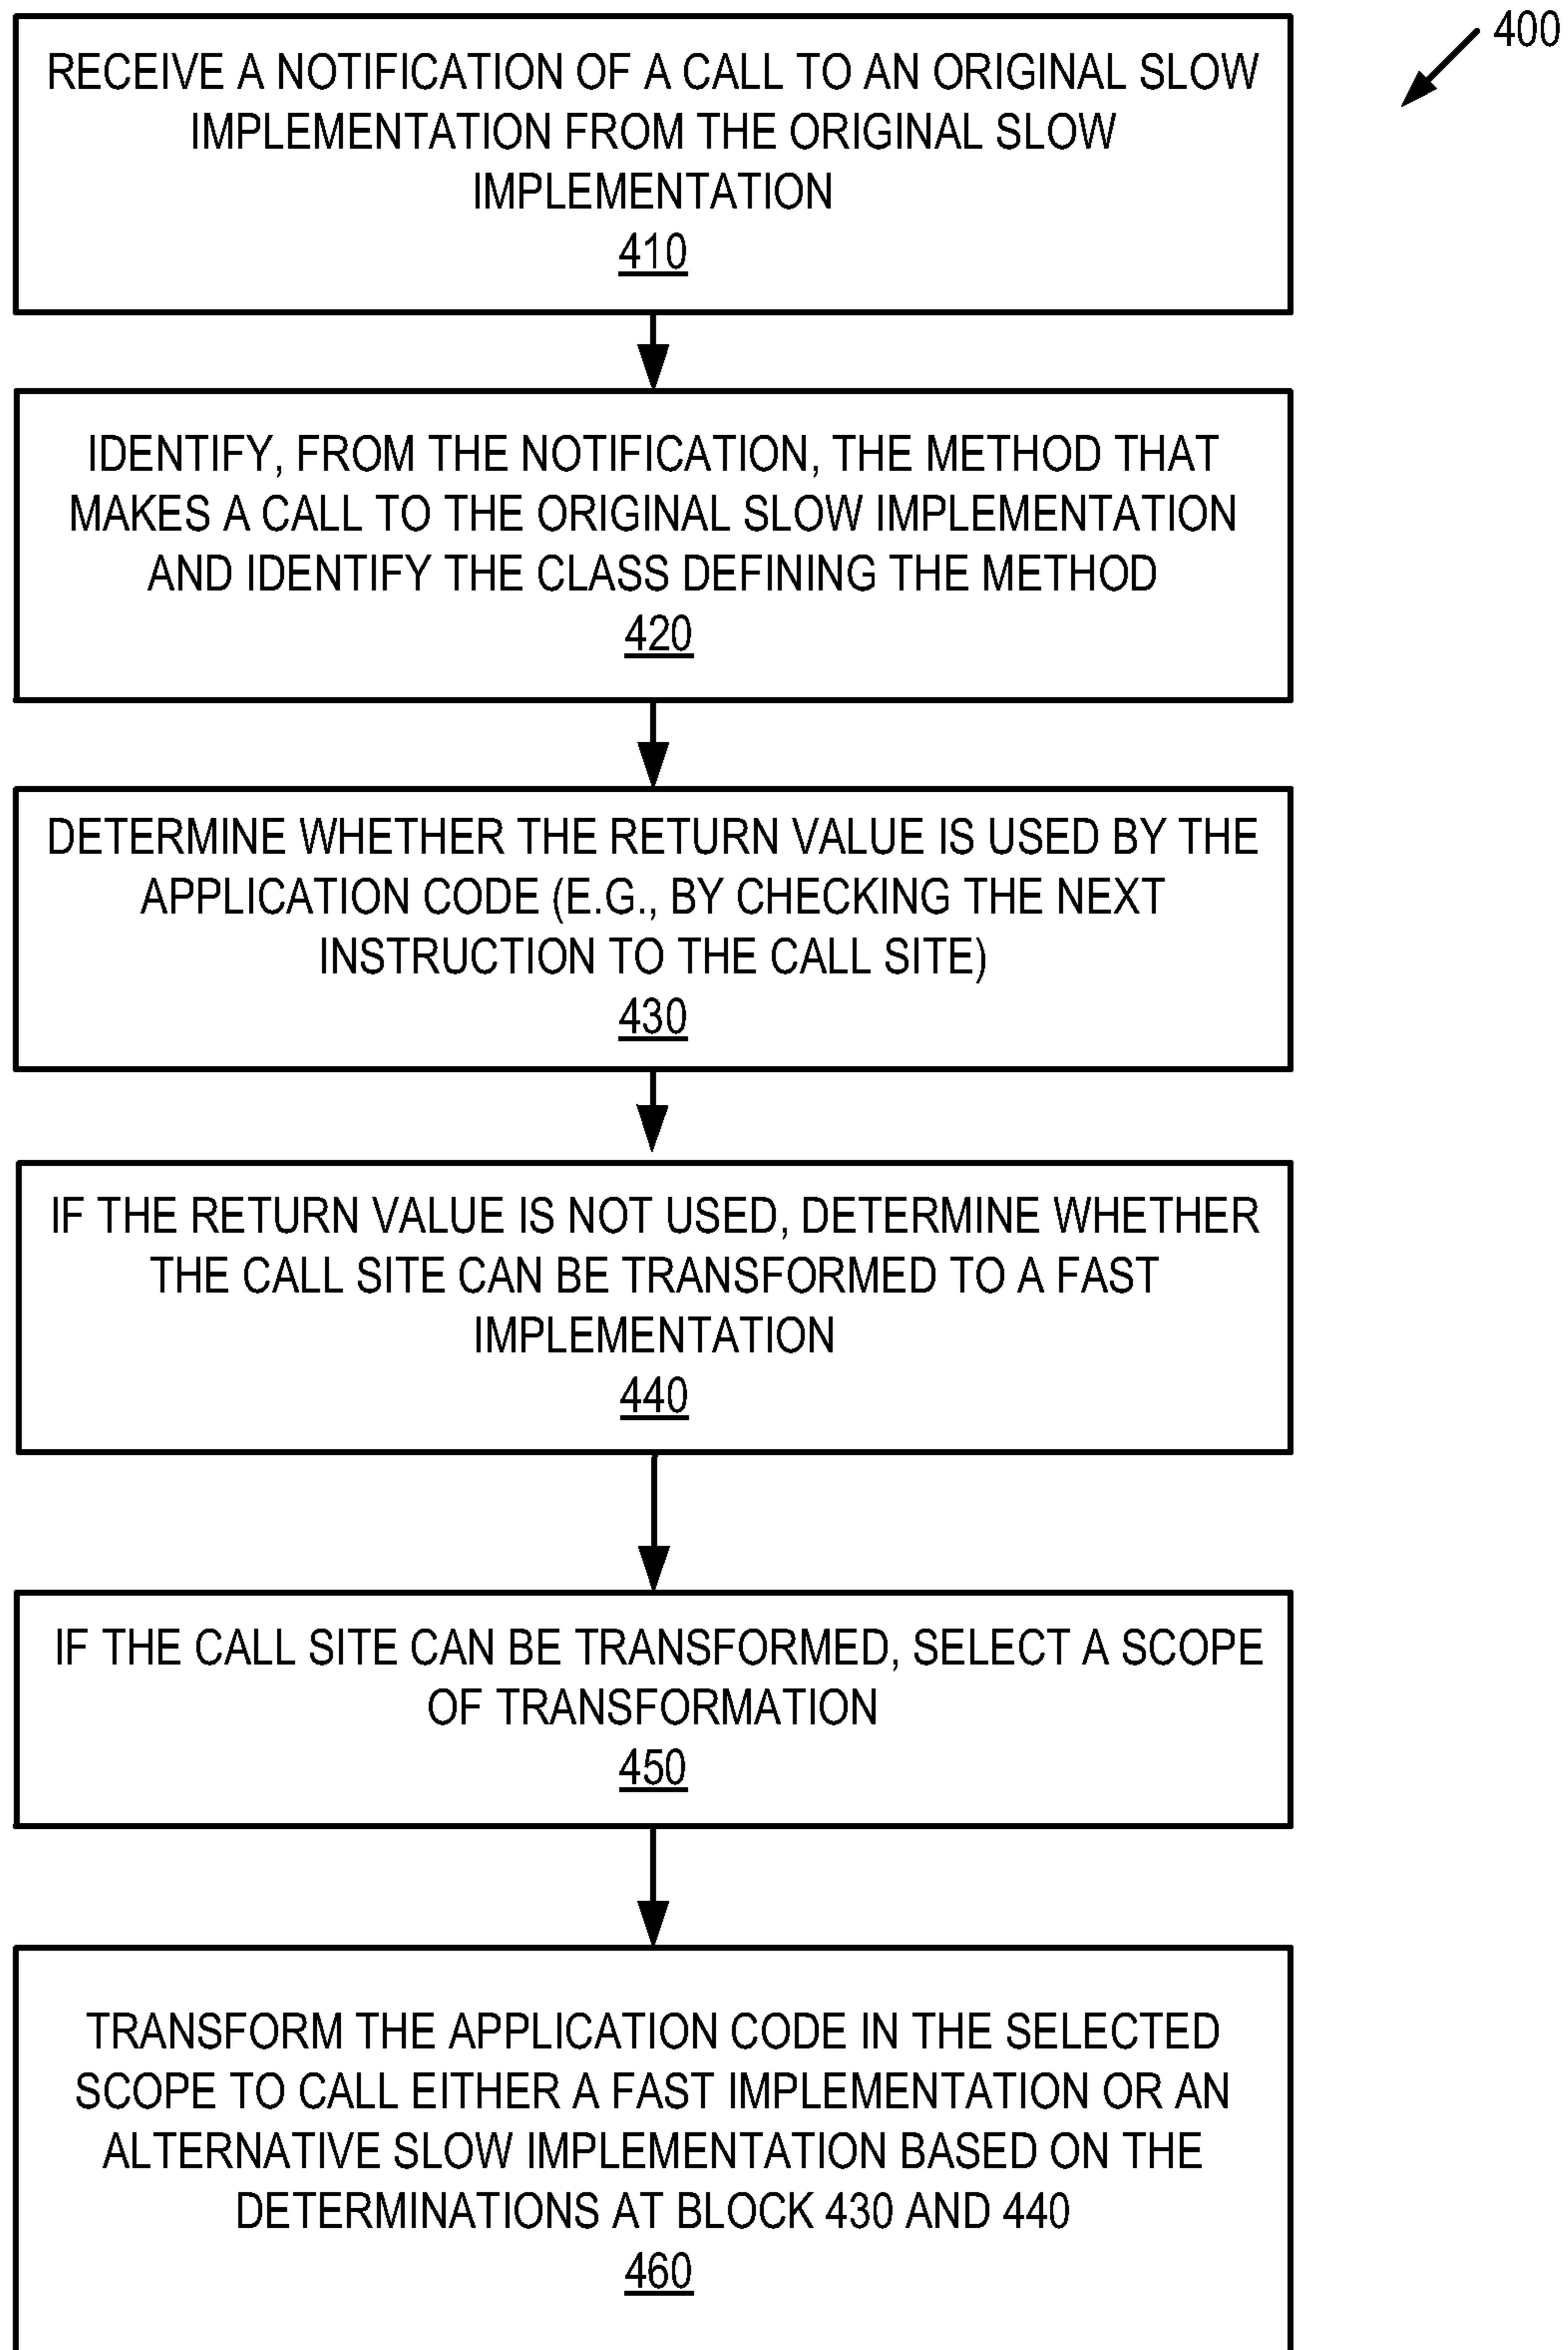 400
RECEIVE A NOTIFICATION OF A CALL TO AN ORIGINAL SLOW
IMPLEMENTATION FROM THE ORIGINAL SLOW
IMPLEMENTATION
410
IDENTIFY, FROM THE NOTIFICATION, THE METHOD THAT
MAKES A CALL TO THE ORIGINAL SLOW IMPLEMENTATION
AND IDENTIFY THE CLASS DEFINING THE METHOD
420
DETERMINE WHETHER THE RETURN VALUE IS USED BY THE
APPLICATION CODE (E.G., BY CHECKING THE NEXT
INSTRUCTION TO THE CALL SITE)
430
IF THE RETURN VALUE IS NOT USED, DETERMINE WHETHER
THE CALL SITE CAN BE TRANSFORMED TO A FAST
IMPLEMENTATION
440
IF THE CALL SITE CAN BE TRANSFORMED, SELECT A SCOPE
OF TRANSFORMATION
450
TRANSFORM THE APPLICATION CODE IN THE SELECTED
SCOPE TO CALL EITHER A FAST IMPLEMENTATION OR AN
ALTERNATIVE SLOW IMPLEMENTATION BASED ON THE
DETERMINATIONS AT BLOCK 430 AND 440
460